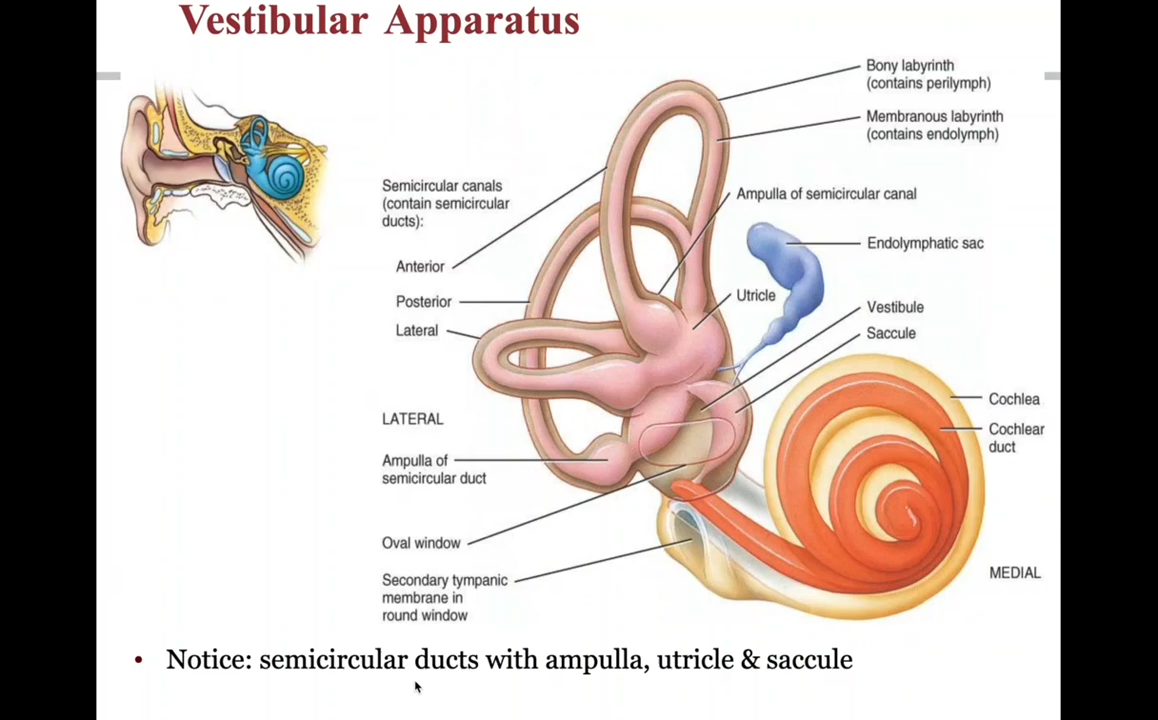 Vestibular Apparatus
Bony labyrinth
(contains perilymph)
Membranous labyrinth
(contains endolymph)
Semicircular canals
(contain semicircular
ducts):
Ampulla of semicircular canal
Endolymphatic sac
Anterior
Posterior
Utricle
Vestibule
Lateral
Saccule
Cochlea
LATERAL
Cochlear
duct
Ampulla of
semicircular duct
Oval window
MEDIAL
Secondary tympanic
membrane in
round window
• Notice: semicircular ducts with ampulla, utricle & saccule